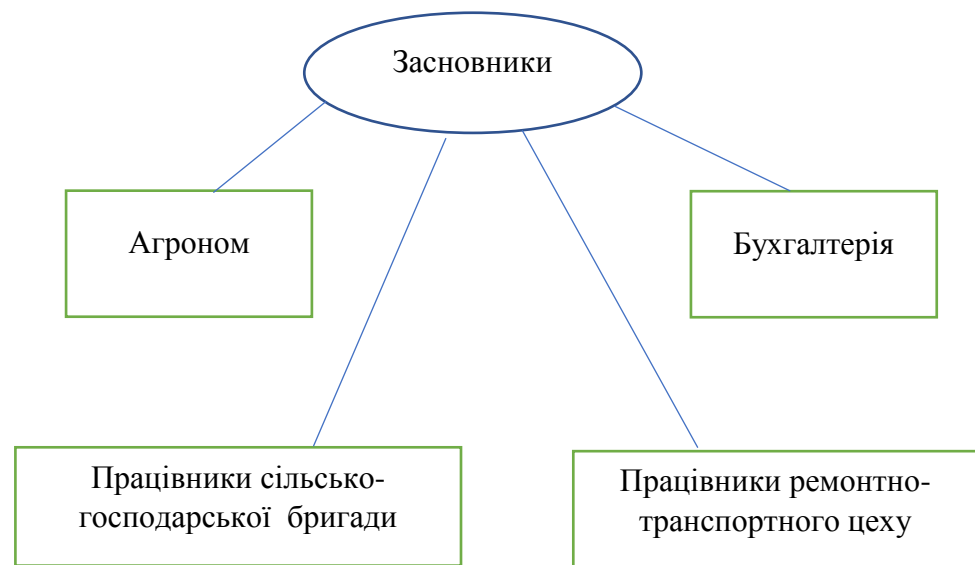 Засновники
Агроном
Бухгалтерія
Працівники сільсько-
господарської бригади
Працівники ремонтно-
транспортного цеху